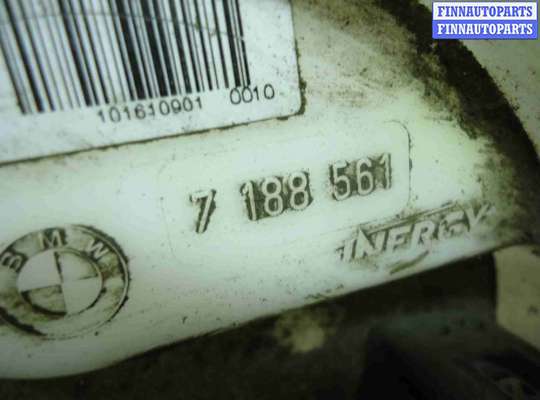 FINNAUTOPARTS
FINNAUTOPARTS
101610901 0010
7 188 561
INERGY
BMW